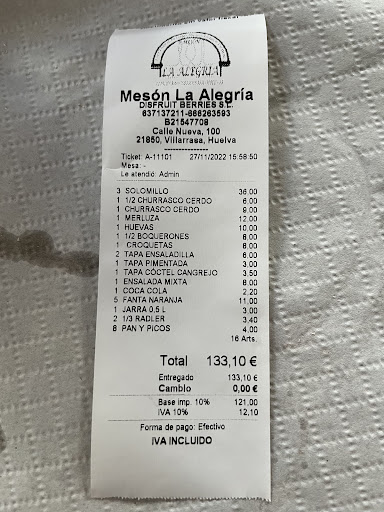 MESON
LA ALEGRIA
Mesón La Alegría
DISFRUIT BERRIES S.L.
637137211-666263593
B21547708
Calle Nueva, 100
21850, Villarrasa, Huelva
Ticket: A-11101 27/11/2022 15:58:50
Mesa: -
Le atendió: Admin
3 SOLOMILLO 36,00
1 1/2 CHURRASCO CERDO 6,00
1 CHURRASCO CERDO 9,00
1 MERLUZA 12,00
1 HUEVAS 10,00
1 1/2 BOQUERONES 8,00
1 CROQUETAS 8,00
2 TAPA ENSALADILLA 6,00
1 TAPA PIMENTADA 3,00
1 TAPA CÓCTEL CANGREJO 3,50
1 ENSALADA MIXTA 8,00
1 COCA COLA 2,20
5 FANTA NARANJA 11,00
1 JARRA 0,5 L 3,00
2 1/3 RADLER 3,40
8 PAN Y PICOS 4,00
16 Arts.
Total 133,10 €
Entregado 133,10 €
Cambio 0,00 €
Base imp. 10% 121,00
IVA 10% 12,10
Forma de pago: Efectivo
IVA INCLUIDO